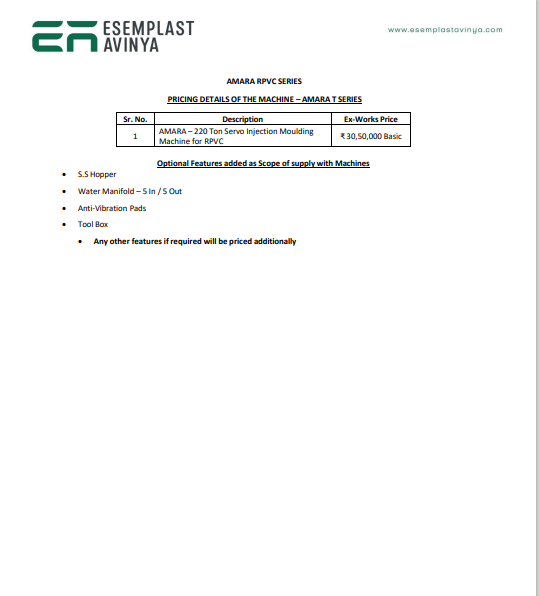 ESEMPLAST
AVINYA
www.esemplastavinya.com
AMARA RPVC SERIES
PRICING DETAILS OF THE MACHINE – AMARA T SERIES
Sr. No. Description Ex-Works Price
1 AMARA – 220 Ton Servo Injection Moulding Machine for RPVC ₹ 30,50,000 Basic
Optional Features added as Scope of supply with Machines
• S.S Hopper
• Water Manifold – 5 In / 5 Out
• Anti-Vibration Pads
• Tool Box
• Any other features if required will be priced additionally